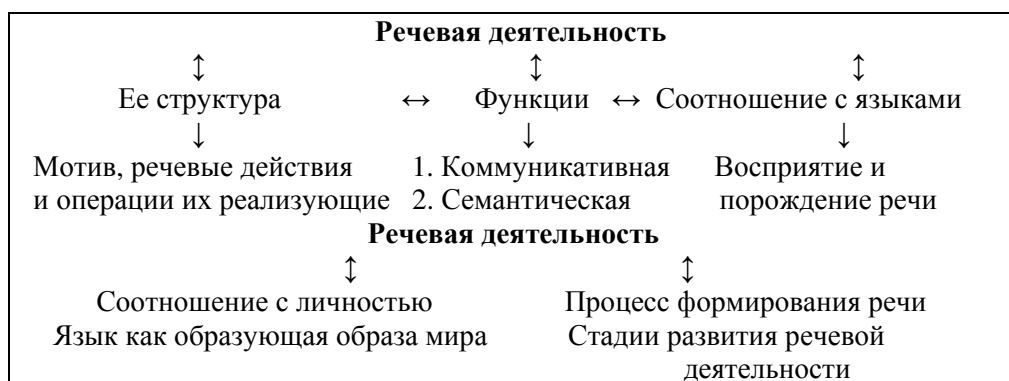 Речевая деятельность
↕ ↕ ↕
Ее структура ↔ Функции ↔ Соотношение с языками
↓ ↓ ↓
Мотив, речевые действия 1. Коммуникативная Восприятие и
и операции их реализующие 2. Семантическая порождение речи
Речевая деятельность
↕ ↕
Соотношение с личностью Процесс формирования речи
Язык как образующая образа мира Стадии развития речевой
деятельности